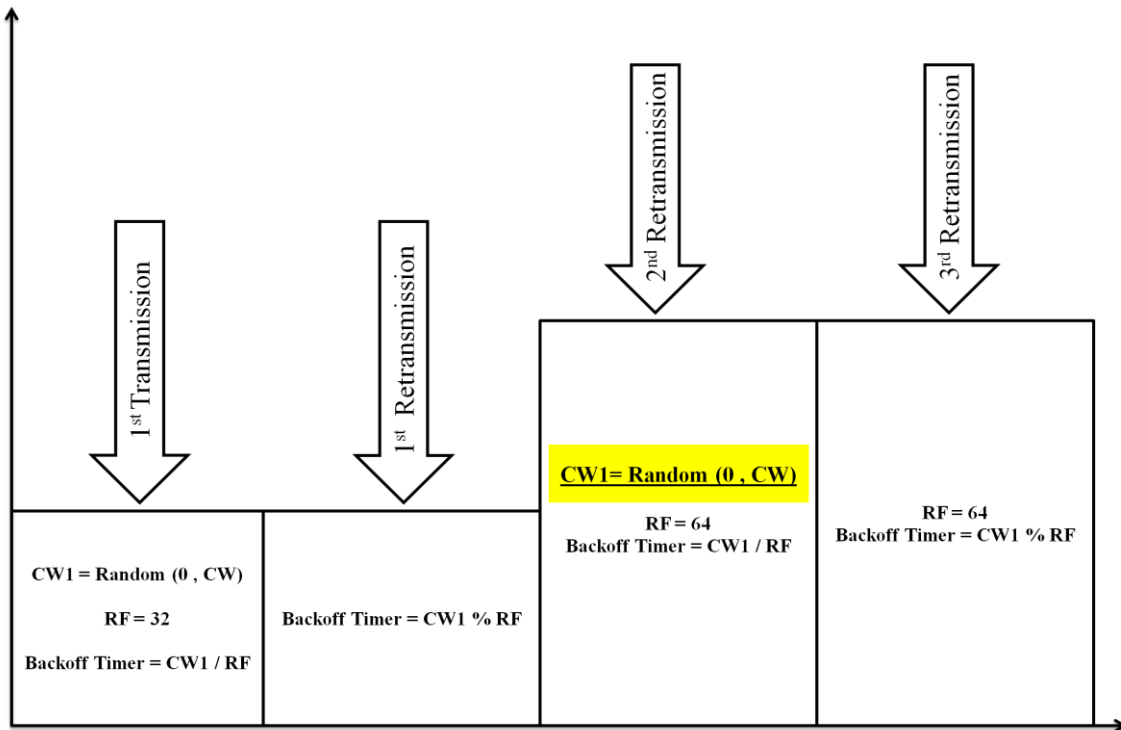 1st Transmission
1st Retransmission
2nd Retransmission
3rd Retransmission
CW1 = Random (0 , CW)
RF = 32
Backoff Timer = CW1 / RF
Backoff Timer = CW1 % RF
CW1= Random (0 , CW)
RF = 64
Backoff Timer = CW1 / RF
RF = 64
Backoff Timer = CW1 % RF